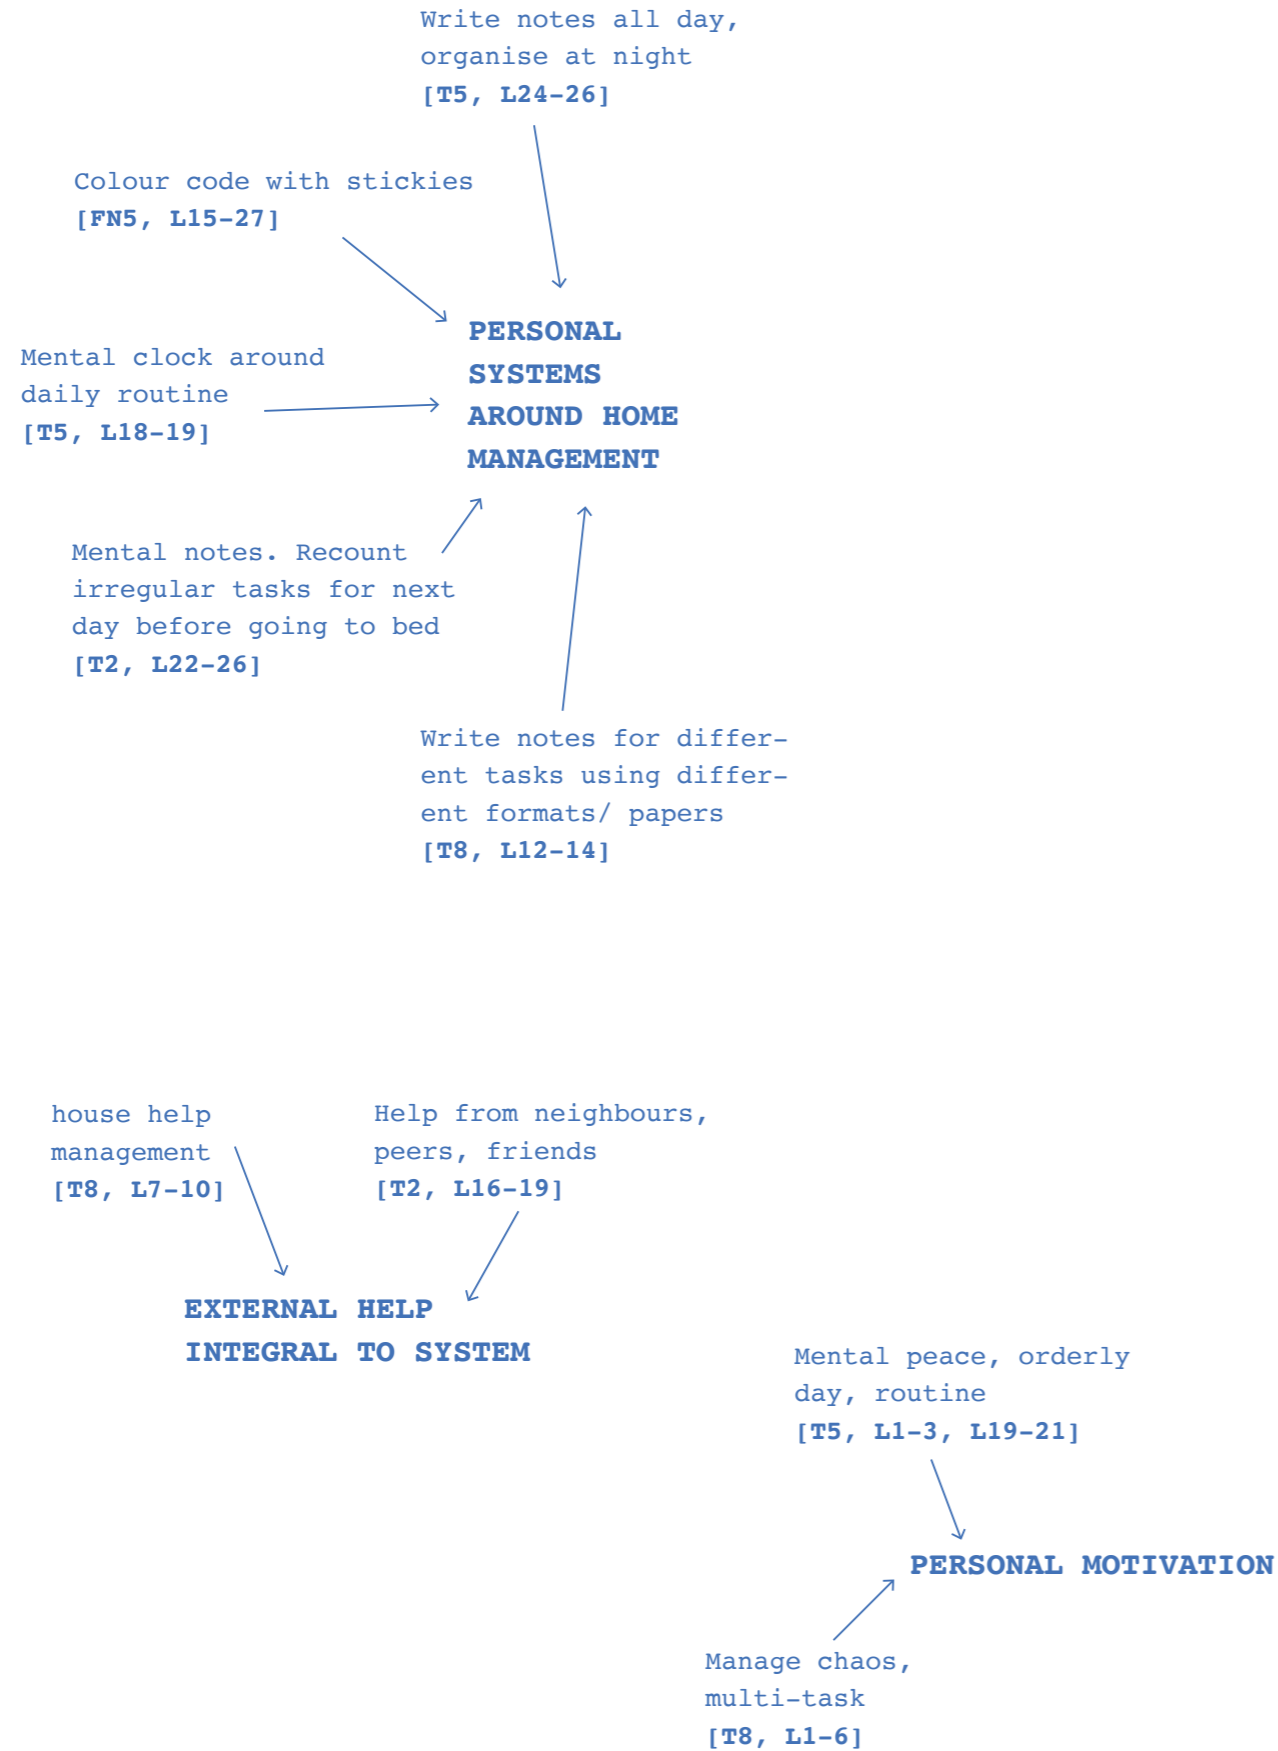 Write notes all day,
organise at night
[T5, L24-26]
Colour code with stickies
[FN5, L15-27]
PERSONAL
SYSTEMS
AROUND HOME
MANAGEMENT
Mental clock around
daily routine
[T5, L18-19]
Mental notes. Recount
irregular tasks for next
day before going to bed
[T2, L22-26]
Write notes for differ-
ent tasks using differ-
ent formats/ papers
[T8, L12-14]
house help
management
[T8, L7-10]
Help from neighbours,
peers, friends
[T2, L16-19]
EXTERNAL HELP
INTEGRAL TO SYSTEM
Mental peace, orderly
day, routine
[T5, L1-3, L19-21]
PERSONAL MOTIVATION
Manage chaos,
multi-task
[T8, L1-6]